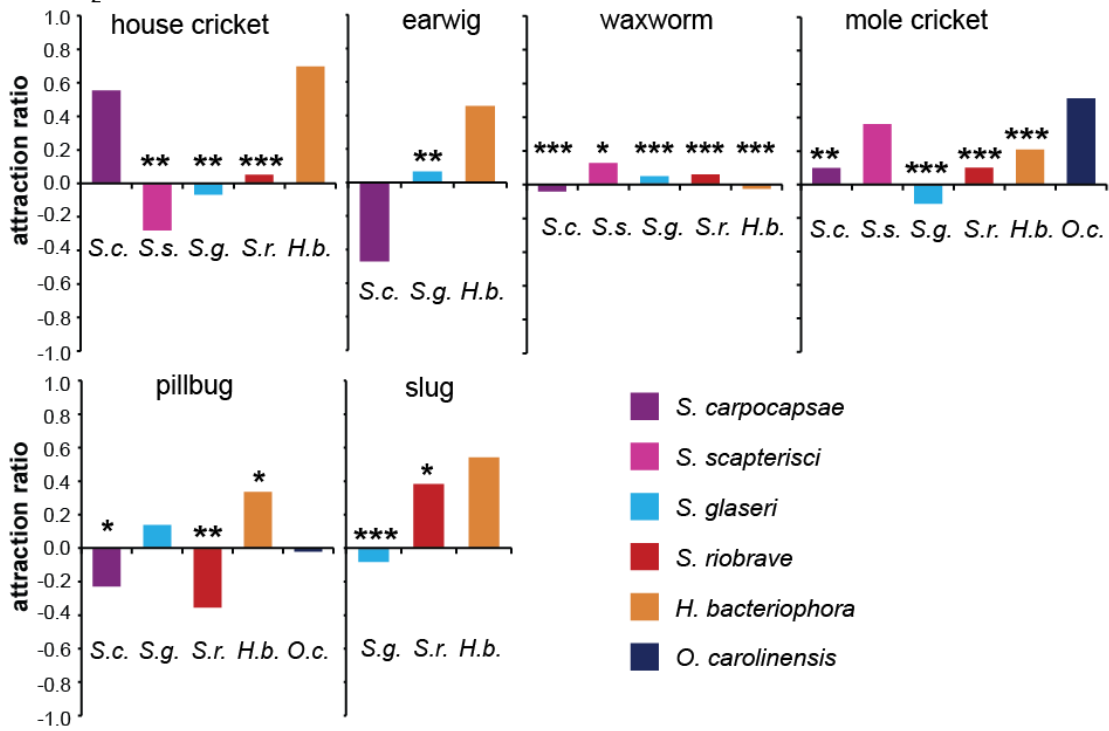 2
house cricket
earwig
waxworm
mole cricket
attraction ratio
1.0
0.8
0.6
0.4
0.2
0.0
-0.2
-0.4
-0.6
-0.8
-1.0
** ** ***
S.c. S.s. S.g. S.r. H.b.
**
S.c. S.g. H.b.
*** * *** *** ***
S.c. S.s. S.g. S.r. H.b.
** *** *** ***
S.c. S.s. S.g. S.r. H.b. O.c.
pillbug
slug
attraction ratio
1.0
0.8
0.6
0.4
0.2
0.0
-0.2
-0.4
-0.6
-0.8
-1.0
* ** *
S.c. S.g. S.r. H.b. O.c.
*** *
S.g. S.r. H.b.
S. carpocapsae
S. scapterisci
S. glaseri
S. riobrave
H. bacteriophora
O. carolinensis